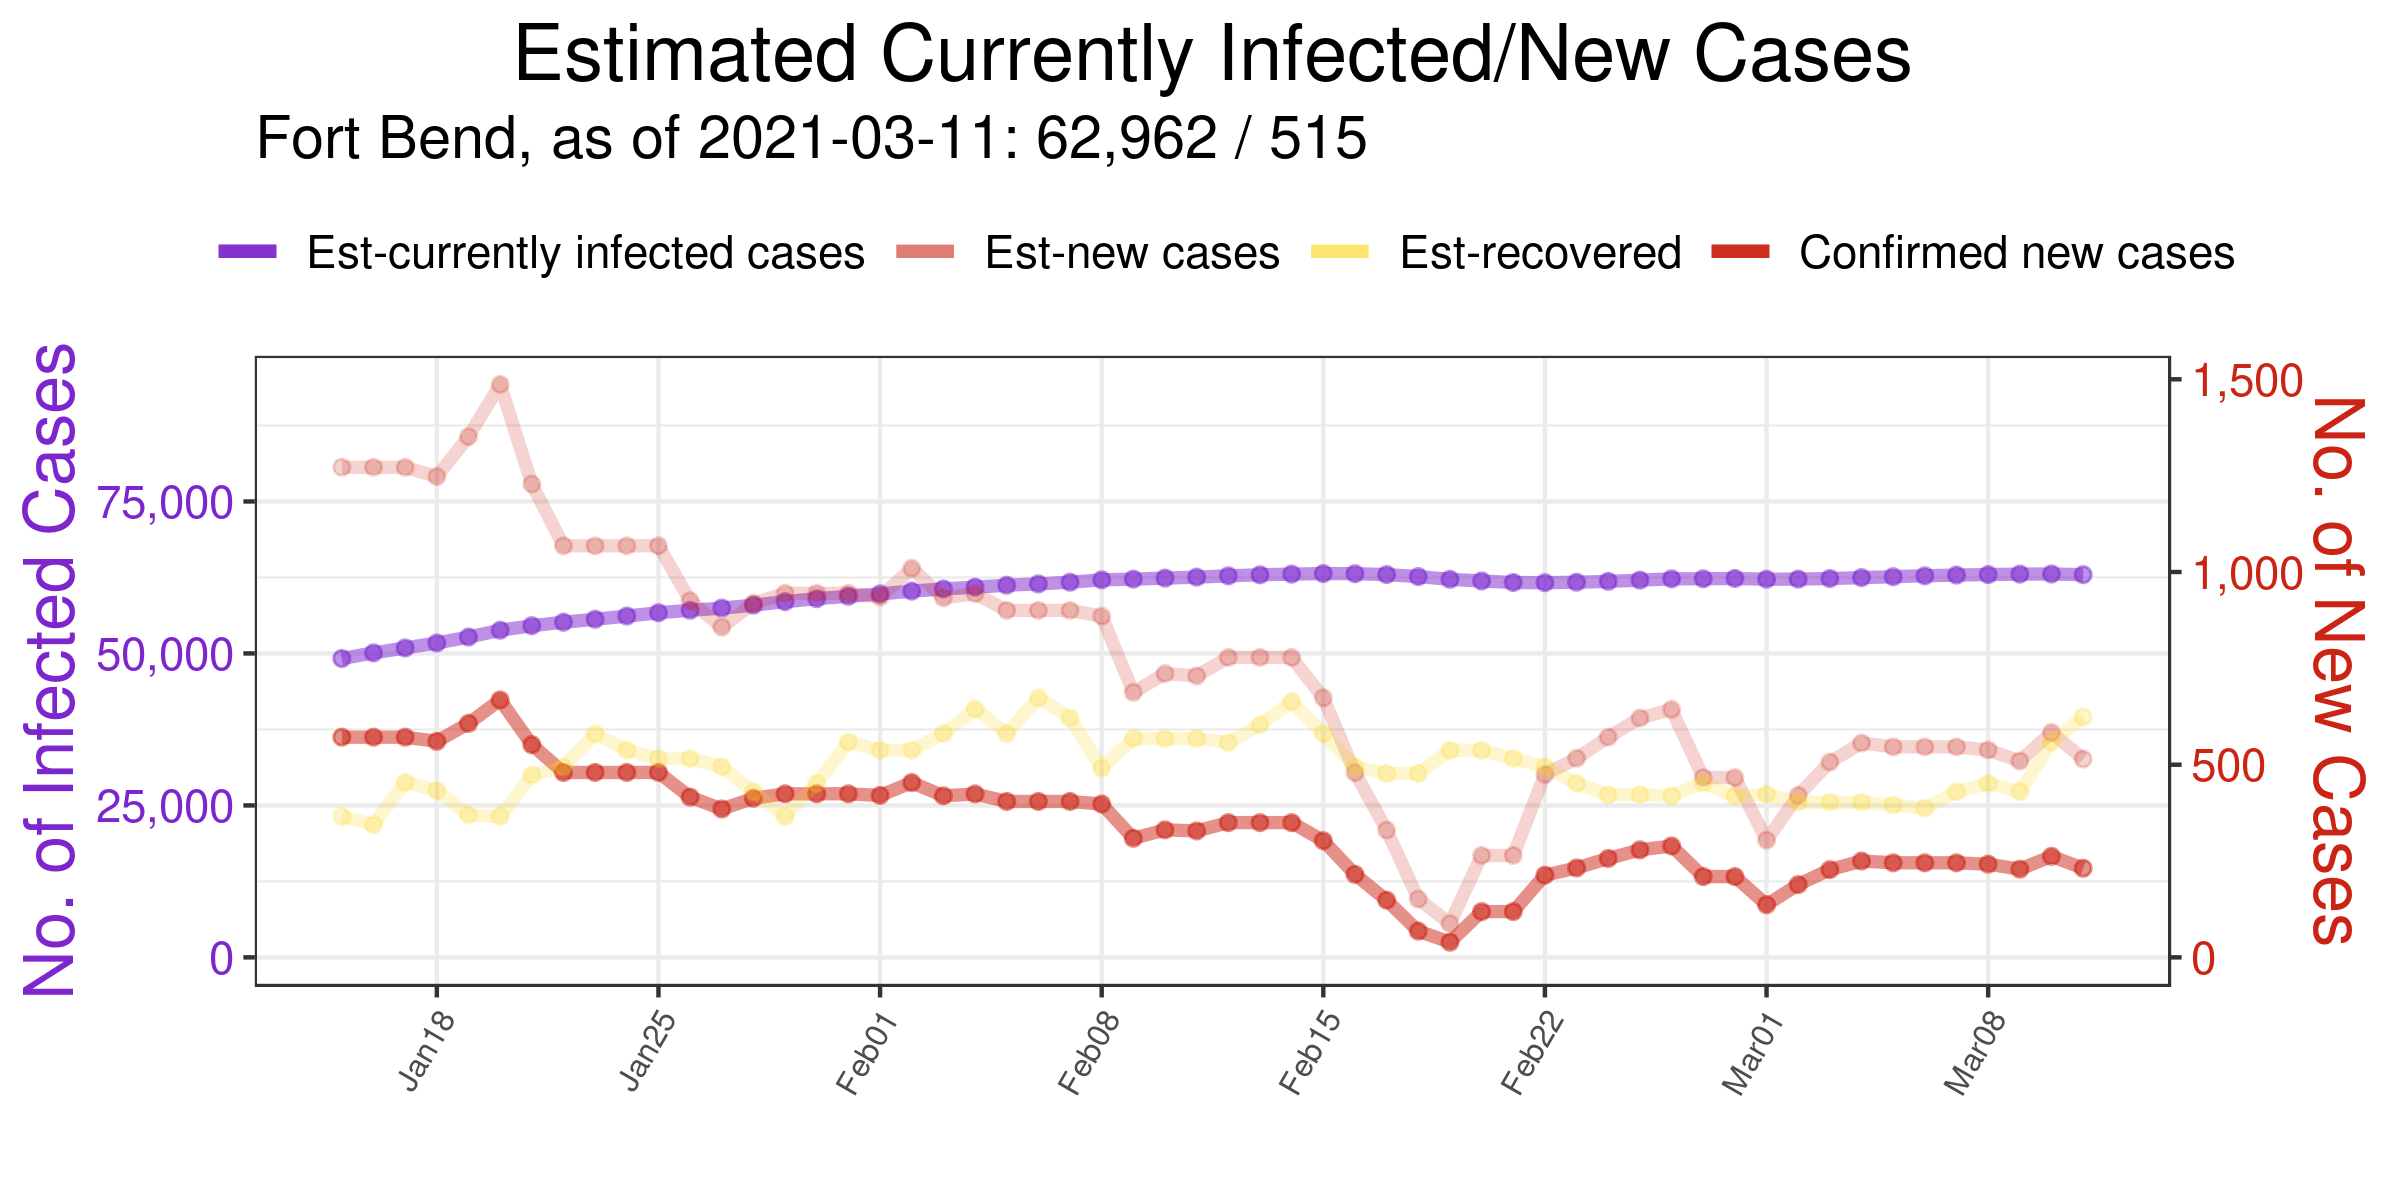 Estimated Currently Infected/New Cases
Fort Bend, as of 2021-03-11: 62,962 / 515
Est-currently infected cases Est-new cases Est-recovered Confirmed new cases
No. of Infected Cases
75,000
50,000
25,000
0
1,500
1,000
500
0
No. of New Cases
Jan18 Jan25 Feb01 Feb08 Feb15 Feb22 Mar01 Mar08